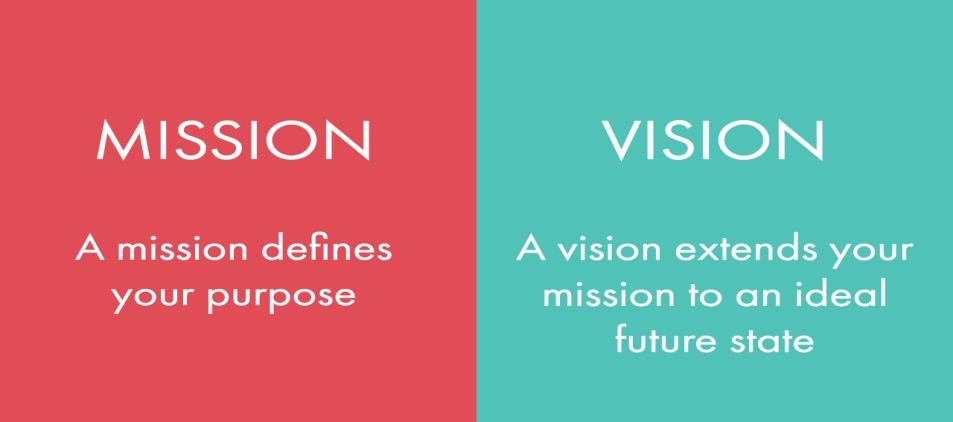 MISSION
A mission defines
your purpose
VISION
A vision extends your
mission to an ideal
future state